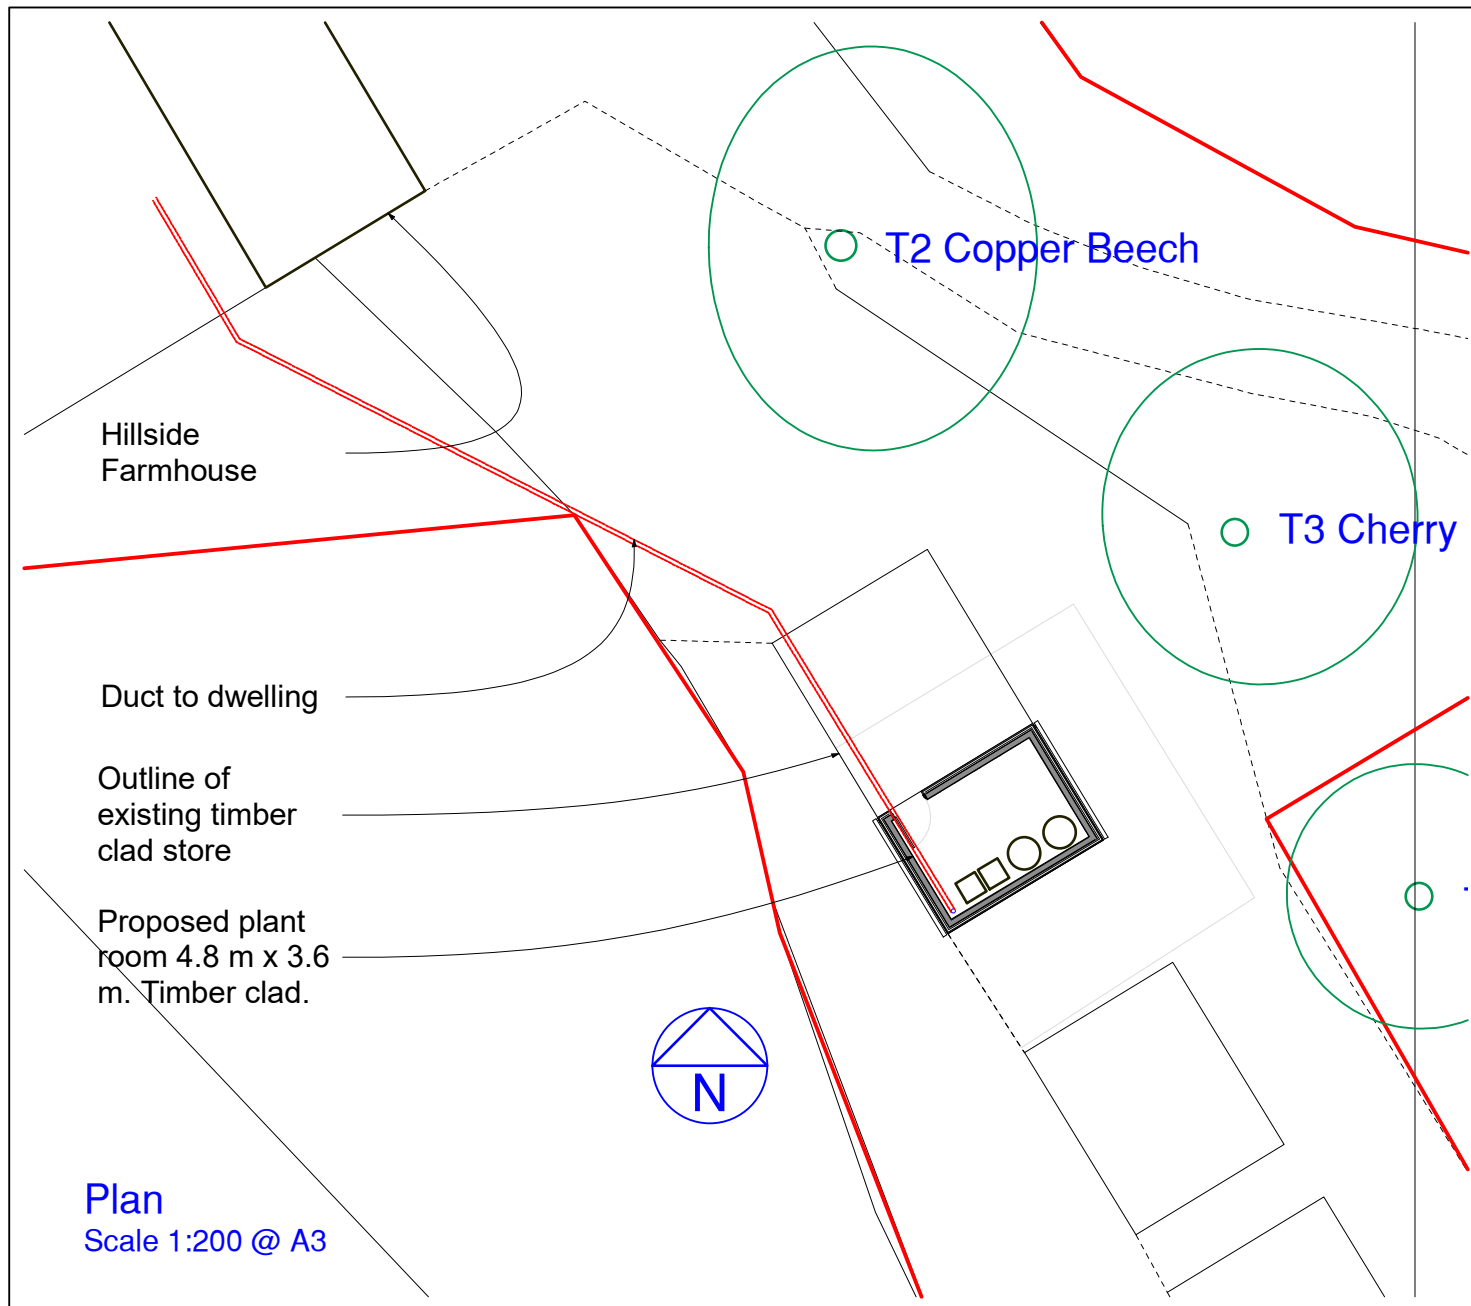 T2 Copper Beech
Hillside
Farmhouse
T3 Cherry
Duct to dwelling
Outline of
existing timber
clad store
Proposed plant
room 4.8 m x 3.6
m. Timber clad.
N
Plan
Scale 1:200 @ A3